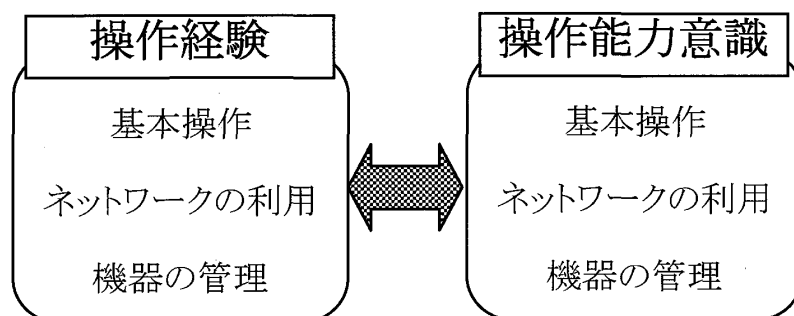 操作経験
基本操作
ネットワークの利用
機器の管理
操作能力意識
基本操作
ネットワークの利用
機器の管理